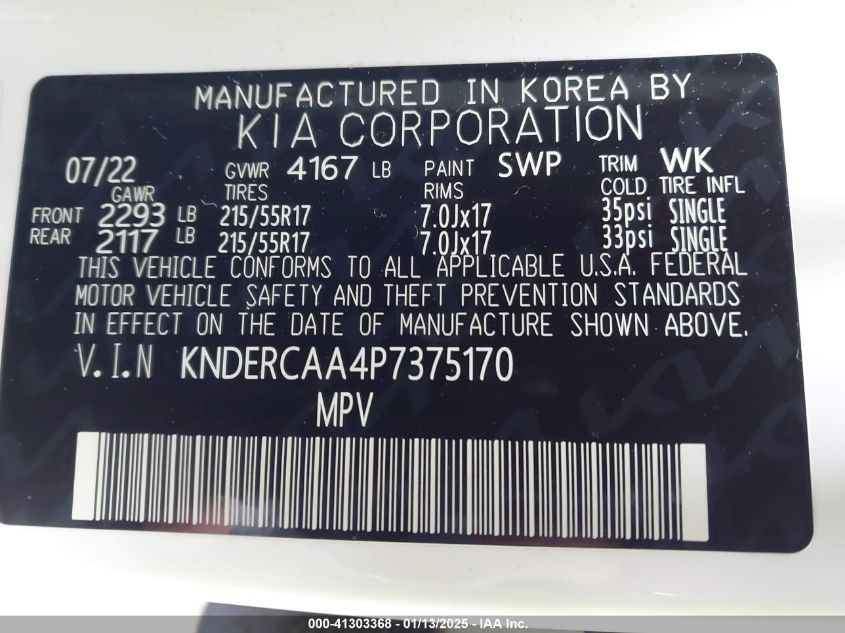 MANUFACTURED IN KOREA BY
KIA CORPORATION
07/22 GVWR 4167 LB PAINT SWP TRIM WK
GAWR TIRES RIMS COLD TIRE INFL
FRONT 2293 LB 215/55R17 7.0Jx17 35psi SINGLE
REAR 2117 LB 215/55R17 7.0Jx17 33psi SINGLE
THIS VEHICLE CONFORMS TO ALL APPLICABLE U.S.A. FEDERAL
MOTOR VEHICLE SAFETY AND THEFT PREVENTION STANDARDS
IN EFFECT ON THE DATE OF MANUFACTURE SHOWN ABOVE.
V.I.N KNDERCAA4P7375170
MPV
000-41303368 - 01/13/2025 - IAA Inc.